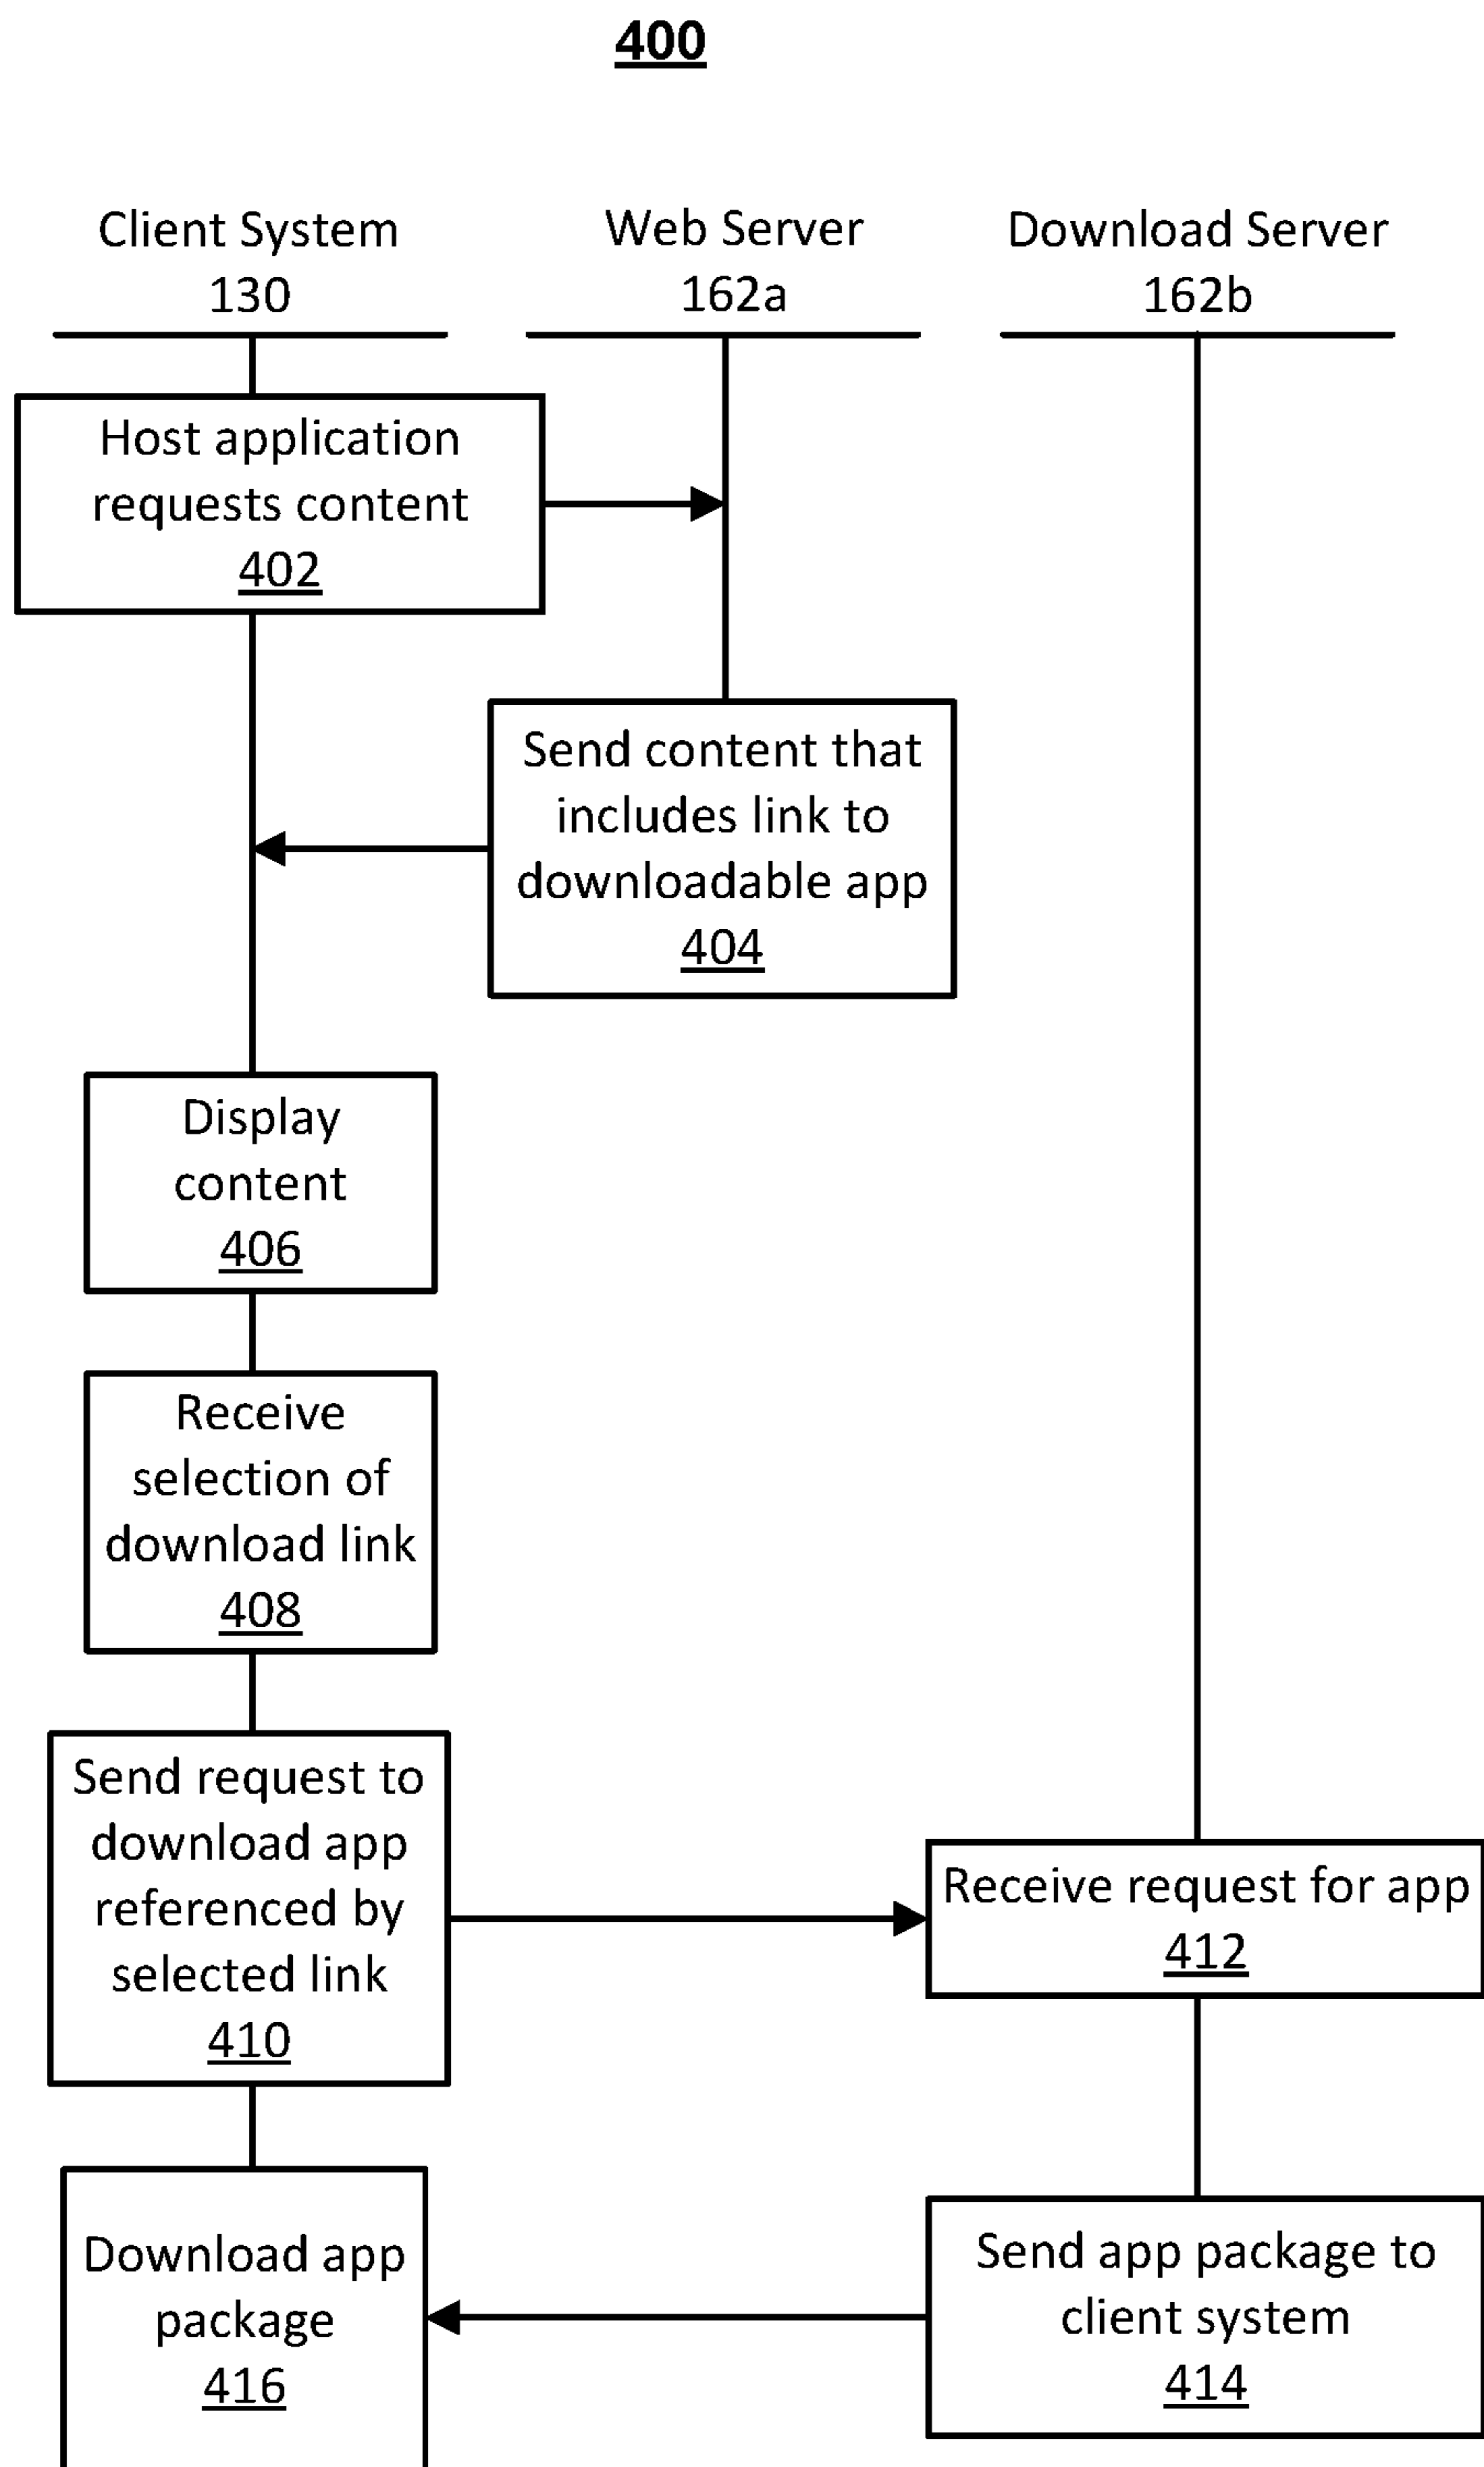 400
Client System
130
Web Server
162a
Download Server
162b
Host application
requests content
402
Send content that
includes link to
downloadable app
404
Display
content
406
Receive
selection of
download link
408
Send request to
download app
referenced by
selected link
410
Receive request for app
412
Download app
package
416
Send app package to
client system
414